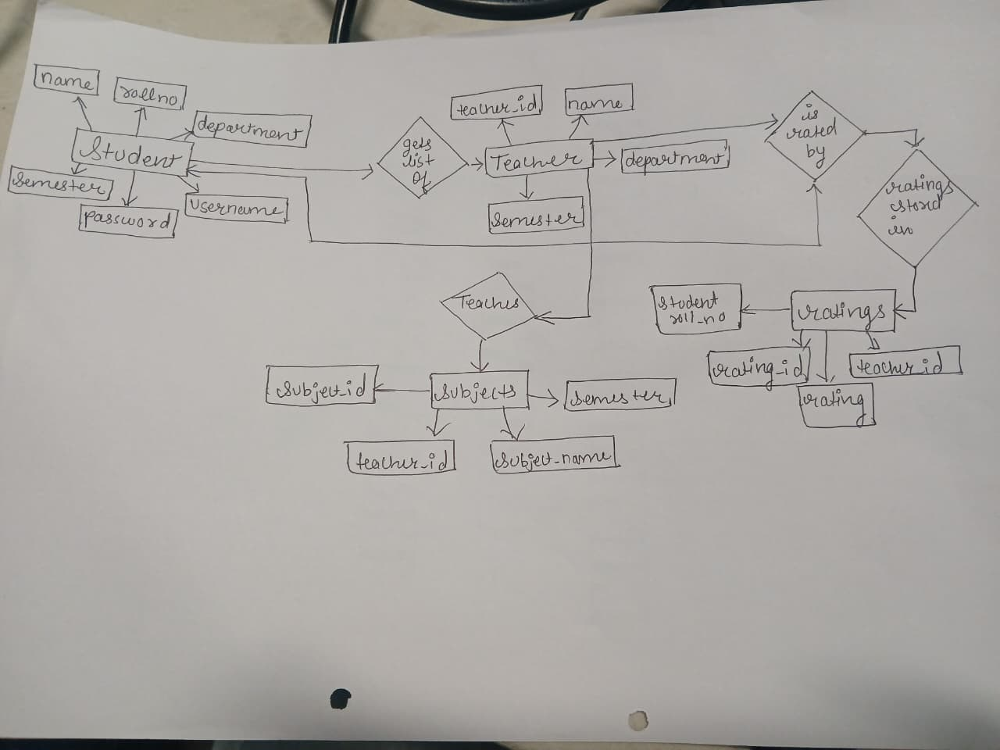 name
rollno
department
Student
Semester
password
username
gets
list
of
teacher_id
name
Teacher
department
Semester
is
rated
by
ratings
stored
in
Teaches
student
roll_no
ratings
rating_id
teacher_id
rating
subject_id
subjects
semester
teacher_id
subject_name